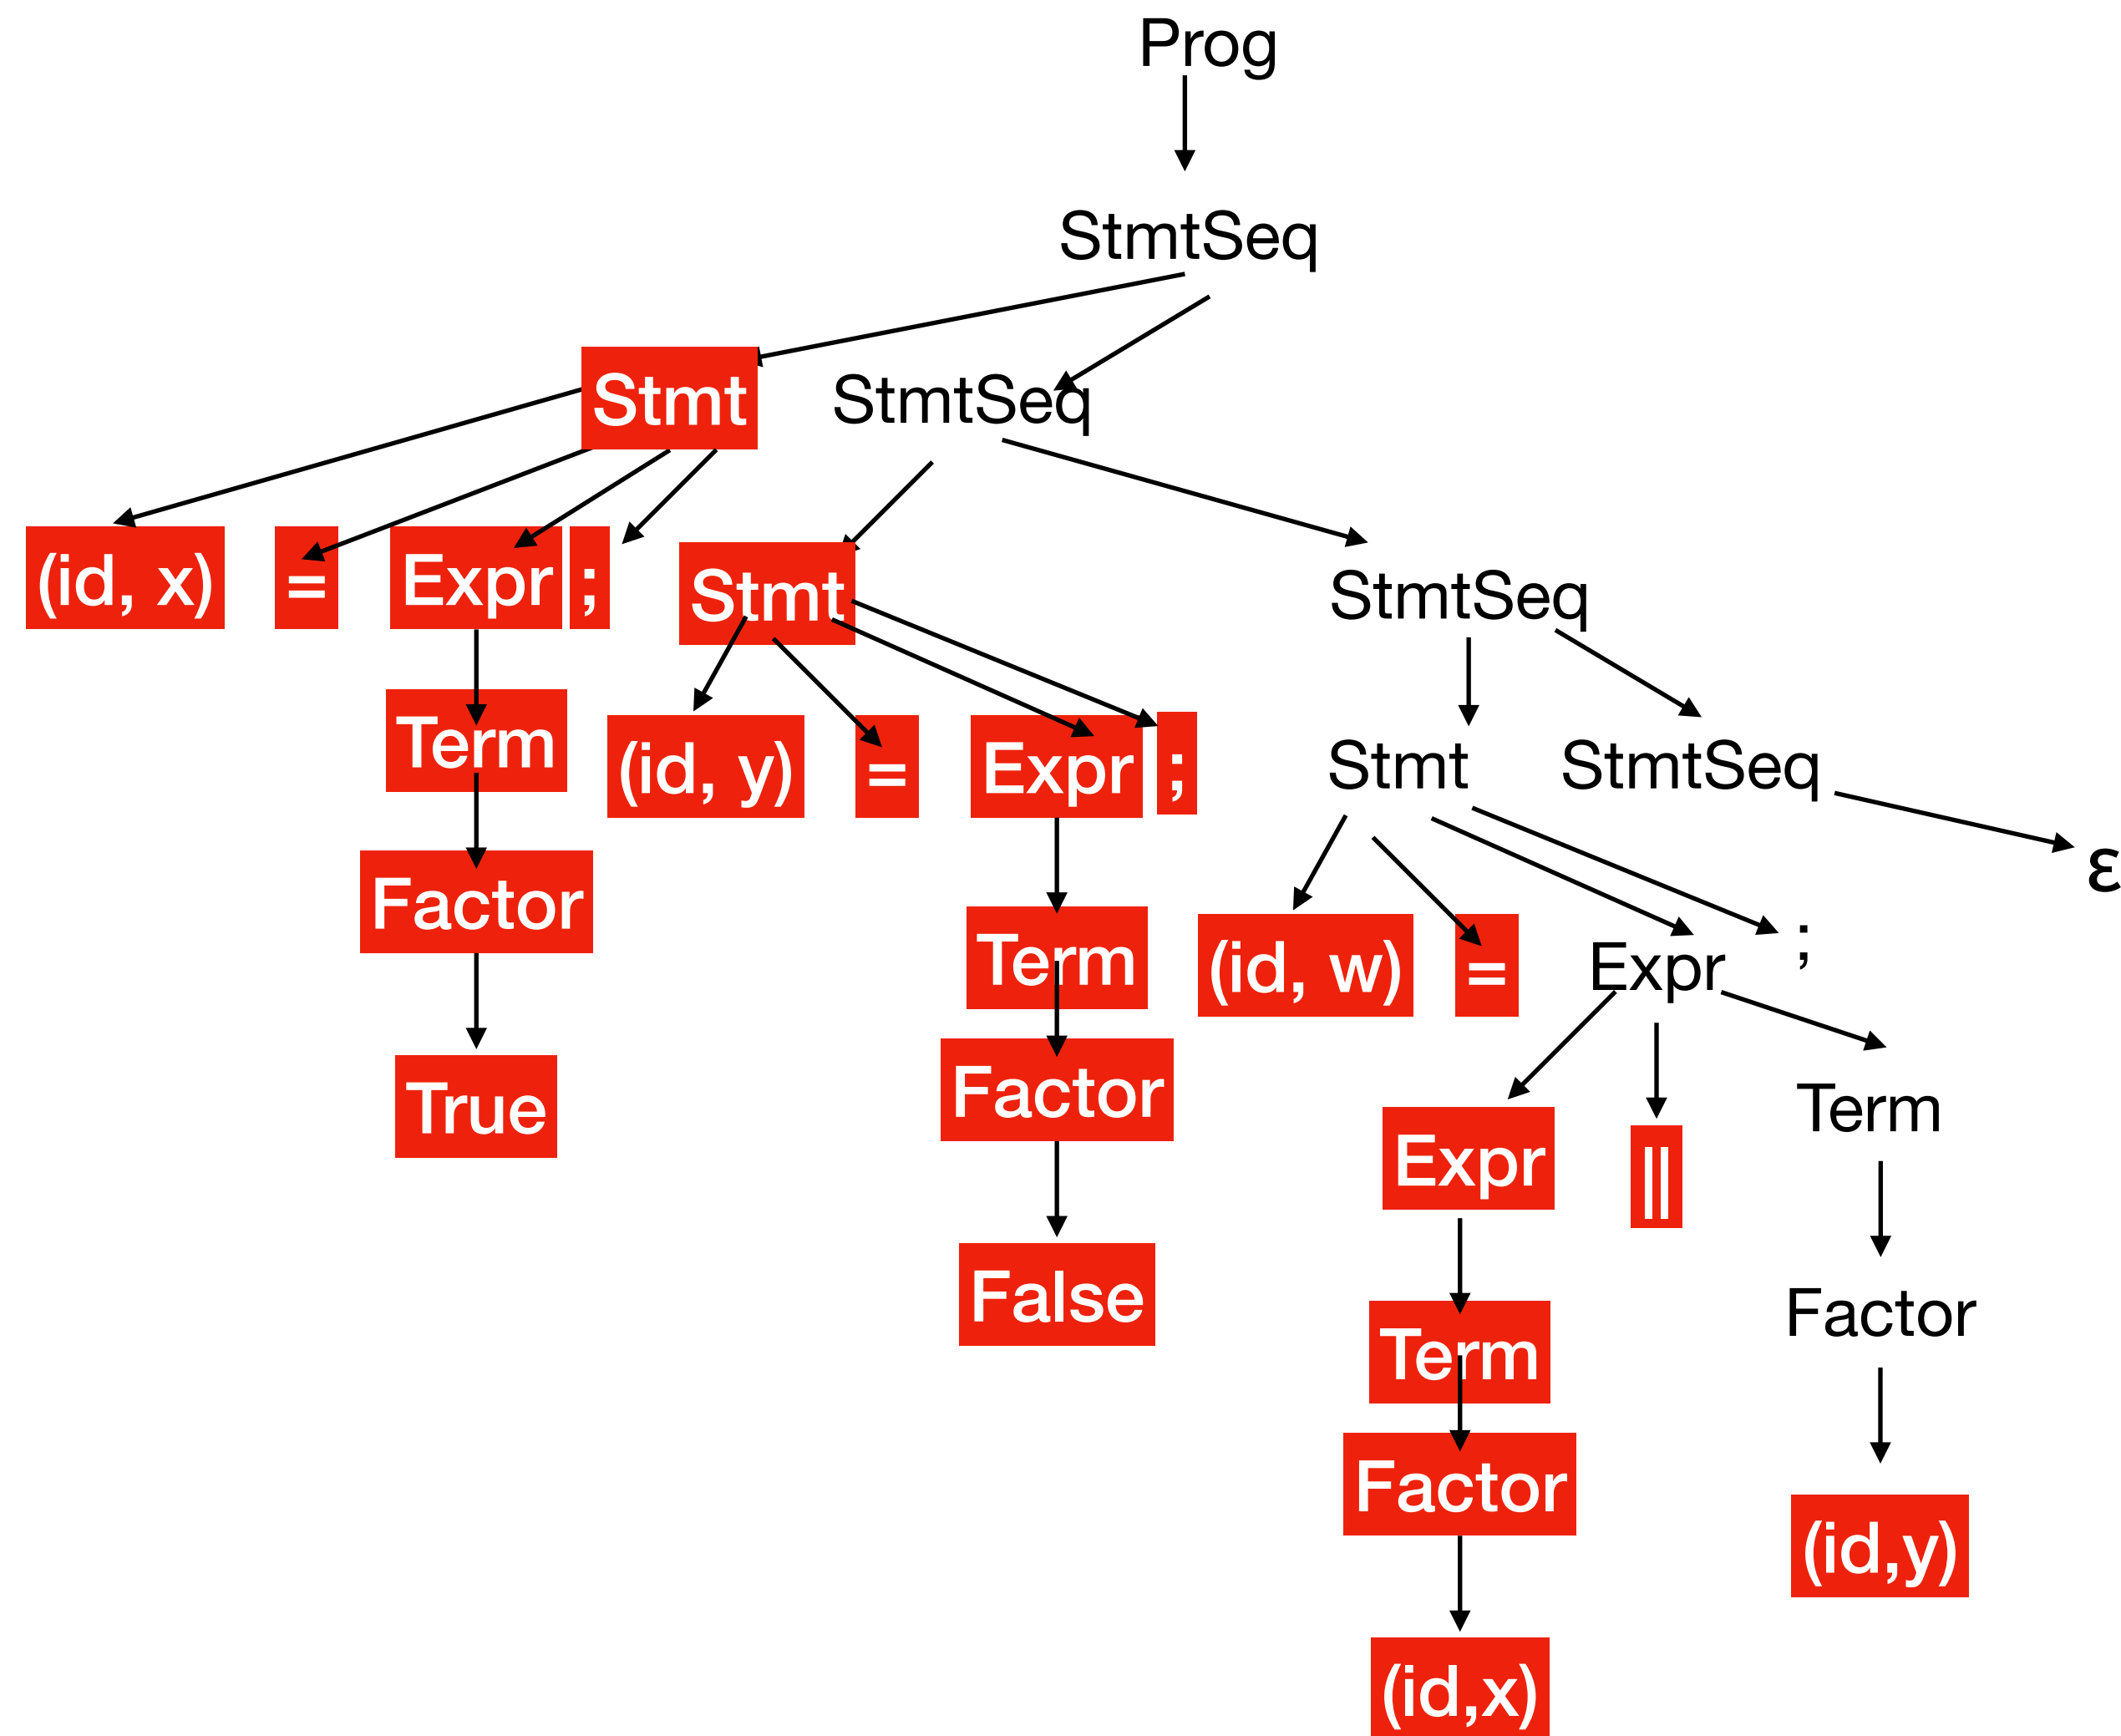 Prog
StmtSeq
Stmt StmtSeq
(id, x) = Expr ; Stmt StmtSeq
Term (id, y) = Expr ; Stmt StmtSeq
Factor ε
Term (id, w) = Expr ;
True Factor Term
Expr ||
False Factor
Term
Factor
(id,y)
(id,x)